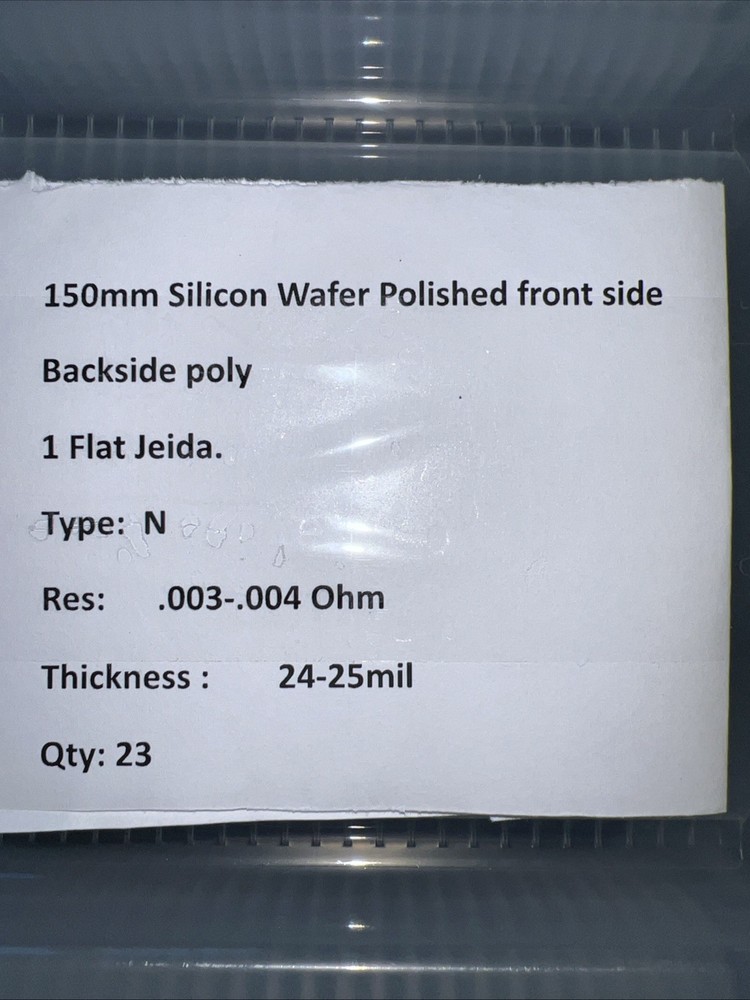 150mm Silicon Wafer Polished front side
Backside poly
1 Flat Jeida.
Type: N
Res: .003-.004 Ohm
Thickness : 24-25mil
Qty: 23